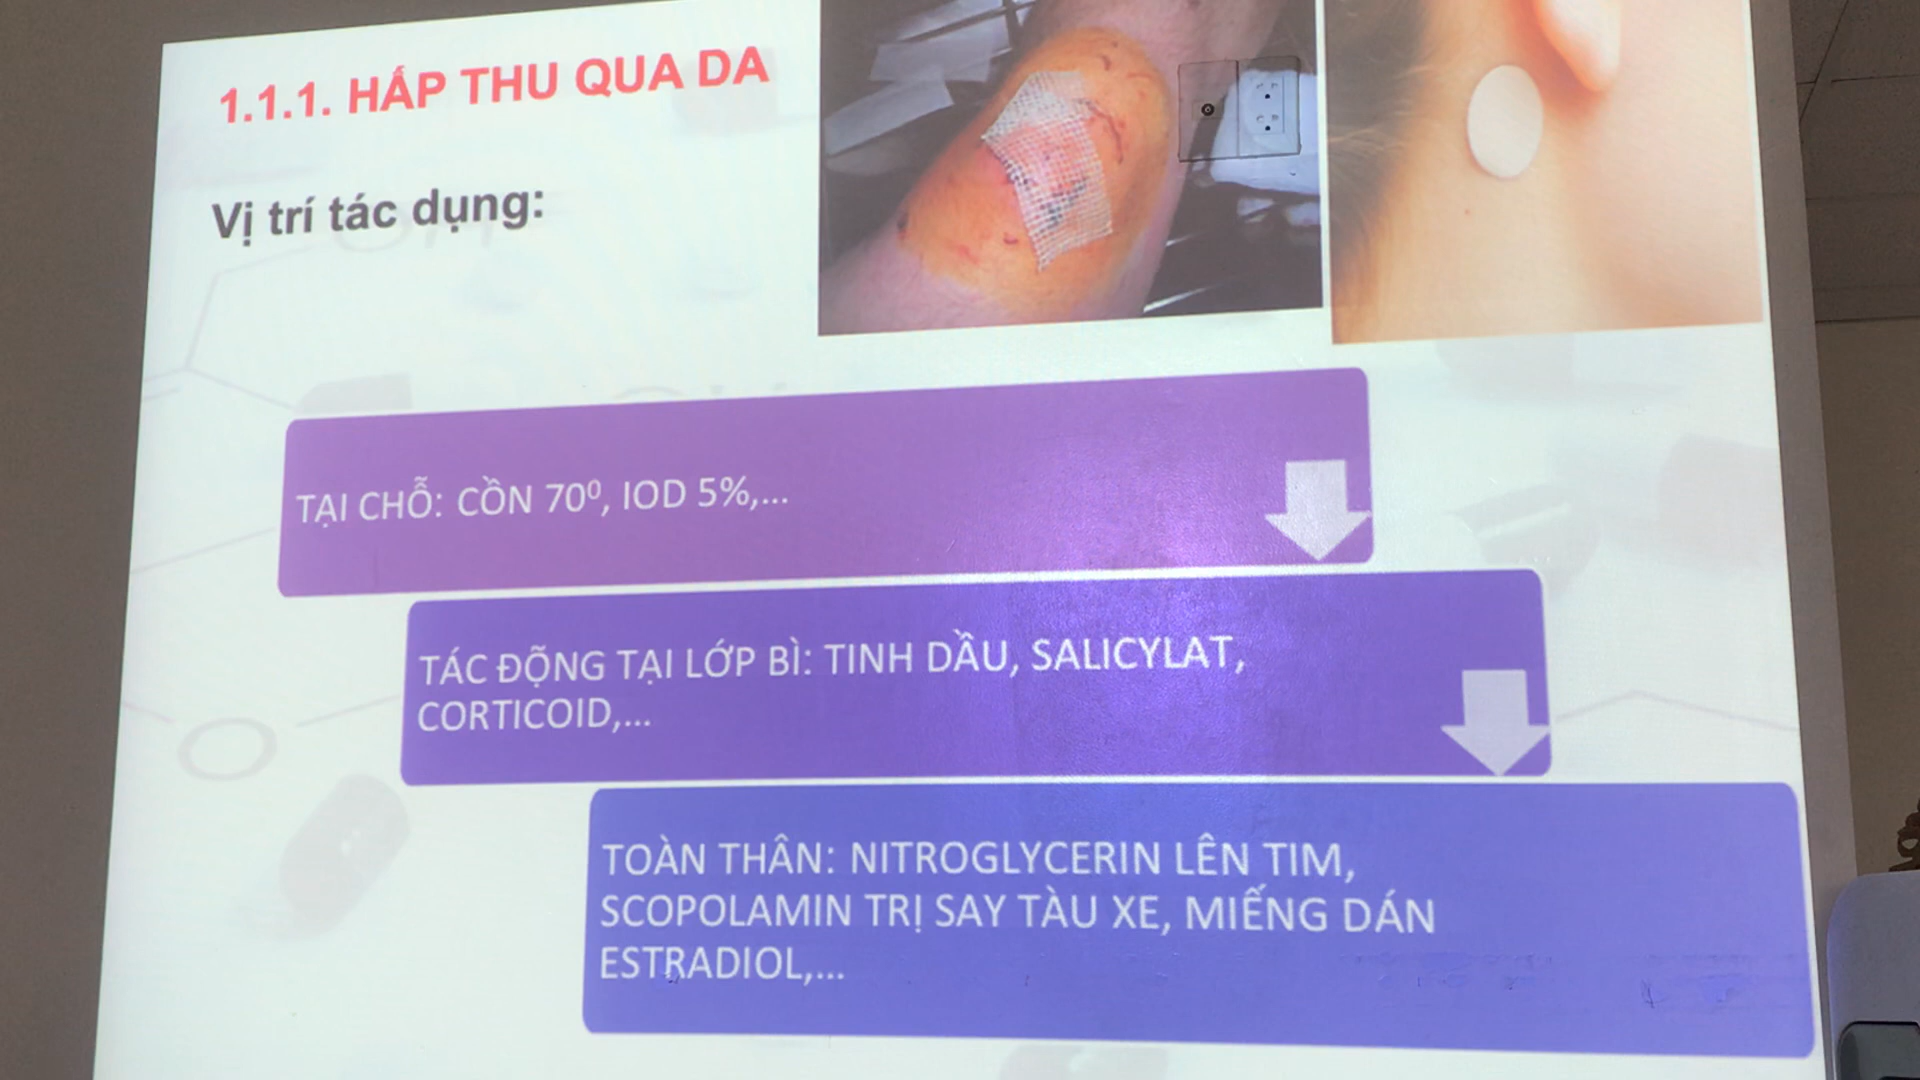 1.1.1. HẤP THU QUA DA
Vị trí tác dụng:
TẠI CHỖ: CỒN 70⁰, IOD 5%,...
TÁC ĐỘNG TẠI LỚP BÌ: TINH DẦU, SALICYLAT,
CORTICOID,...
TOÀN THÂN: NITROGLYCERIN LÊN TIM,
SCOPOLAMIN TRỊ SAY TÀU XE, MIẾNG DÁN
ESTRADIOL,...